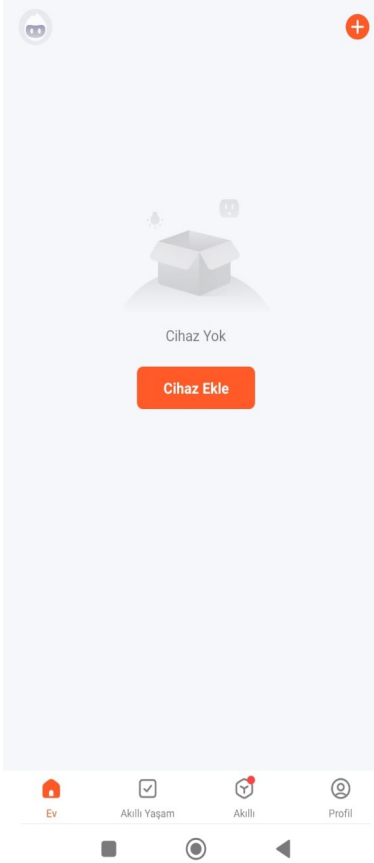 Cihaz Yok
Cihaz Ekle
Ev
Akıllı Yaşam
Akıllı
Profil